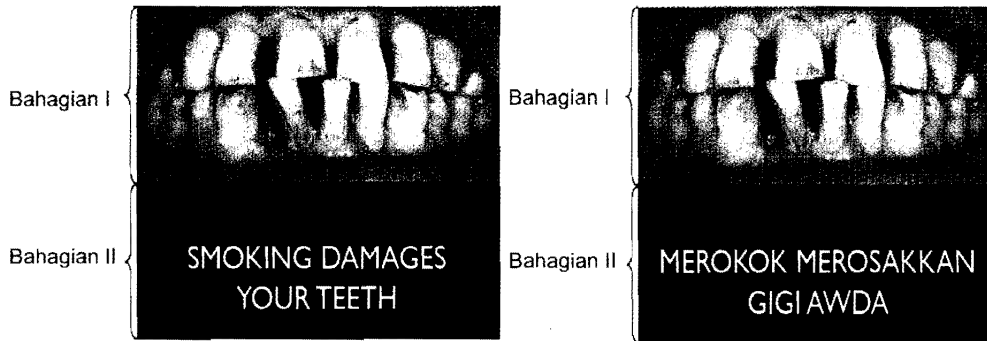 Bahagian I
Bahagian II
SMOKING DAMAGES
YOUR TEETH
Bahagian I
Bahagian II
MEROKOK MEROSAKKAN
GIGI AWDA